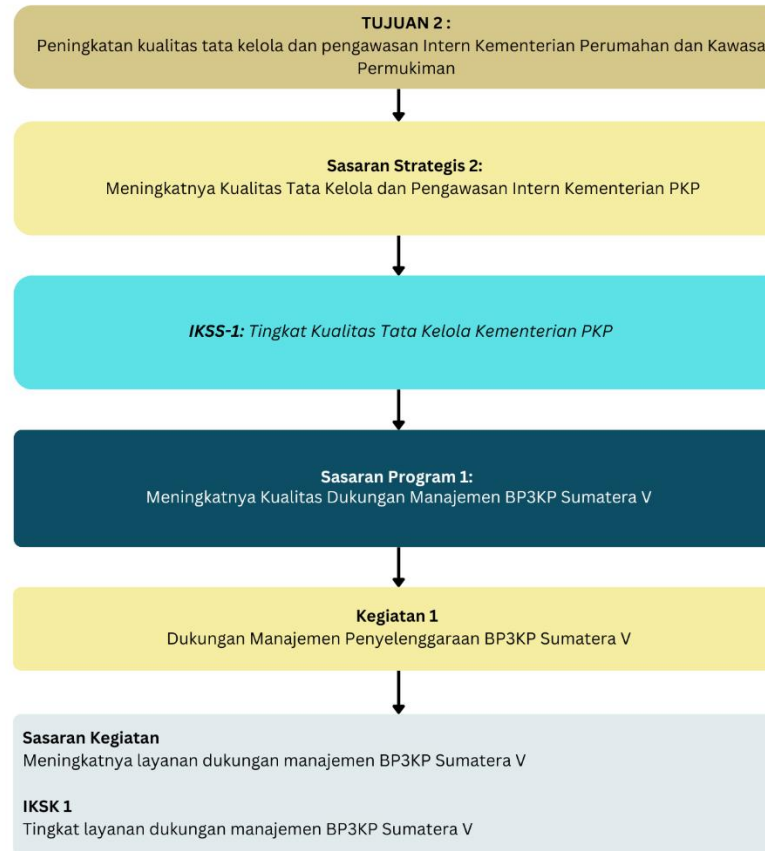 TUJUAN 2 :
Peningkatan kualitas tata kelola dan pengawasan Intern Kementerian Perumahan dan Kawasa
Permukiman
Sasaran Strategis 2:
Meningkatnya Kualitas Tata Kelola dan Pengawasan Intern Kementerian PKP
IKSS-1: Tingkat Kualitas Tata Kelola Kementerian PKP
Sasaran Program 1:
Meningkatnya Kualitas Dukungan Manajemen BP3KP Sumatera V
Kegiatan 1
Dukungan Manajemen Penyelenggaraan BP3KP Sumatera V
Sasaran Kegiatan
Meningkatnya layanan dukungan manajemen BP3KP Sumatera V
IKSK 1
Tingkat layanan dukungan manajemen BP3KP Sumatera V